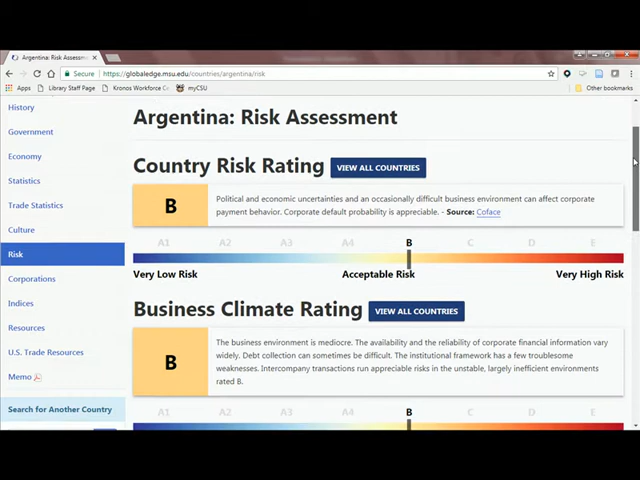 Argentina: Risk Assessm
Secure
https://globaledge.msu.edu/countries/argentina/risk
Apps
Library Staff Page
Kronos Workforce C
myCSU
Other bookmarks
History
Government
Economy
Statistics
Trade Statistics
Culture
Risk
Corporations
Indices
Resources
U.S. Trade Resources
Memo
Search for Another Country
Argentina: Risk Assessment
Country Risk Rating
VIEW ALL COUNTRIES
B
Political and economic uncertainties and an occasionally difficult business environment can affect corporate
payment behavior. Corporate default probability is appreciable. - Source: Coface
A1 A2 A3 A4 B C D E
Very Low Risk Acceptable Risk Very High Risk
Business Climate Rating
VIEW ALL COUNTRIES
B
The business environment is mediocre. The availability and the reliability of corporate financial information vary
widely. Debt collection can sometimes be difficult. The institutional framework has a few troublesome
weaknesses. Intercompany transactions run appreciable risks in the unstable, largely inefficient environments
rated B.
A1 A2 A3 A4 B C D E